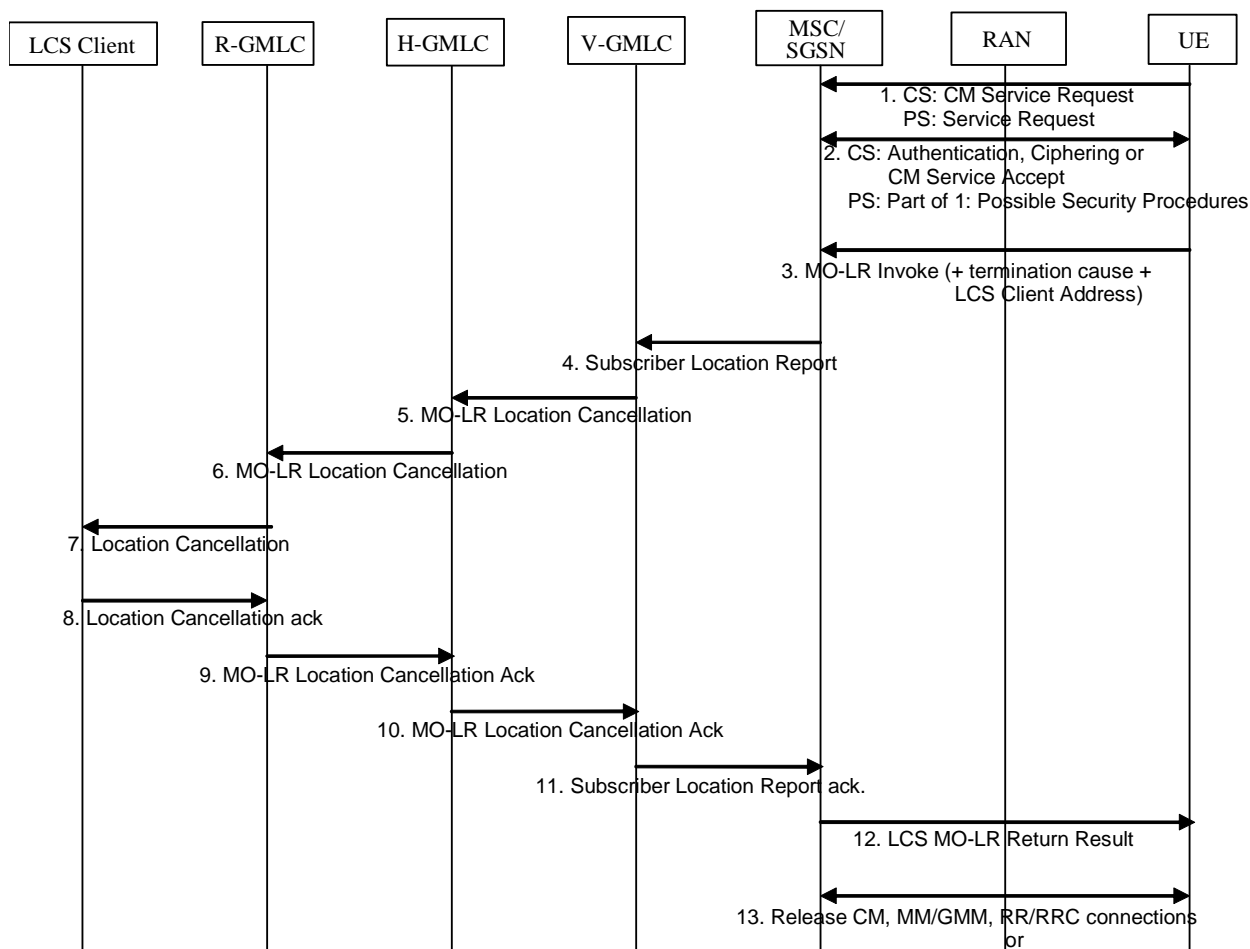 LCS Client
R-GMLC
H-GMLC
V-GMLC
MSC/
SGSN
RAN
UE
1. CS: CM Service Request
PS: Service Request
2. CS: Authentication, Ciphering or
CM Service Accept
PS: Part of 1: Possible Security Procedures
3. MO-LR Invoke (+ termination cause +
LCS Client Address)
4. Subscriber Location Report
5. MO-LR Location Cancellation
6. MO-LR Location Cancellation
7. Location Cancellation
8. Location Cancellation ack
9. MO-LR Location Cancellation Ack
10. MO-LR Location Cancellation Ack
11. Subscriber Location Report ack.
12. LCS MO-LR Return Result
13. Release CM, MM/GMM, RR/RRC connections
or